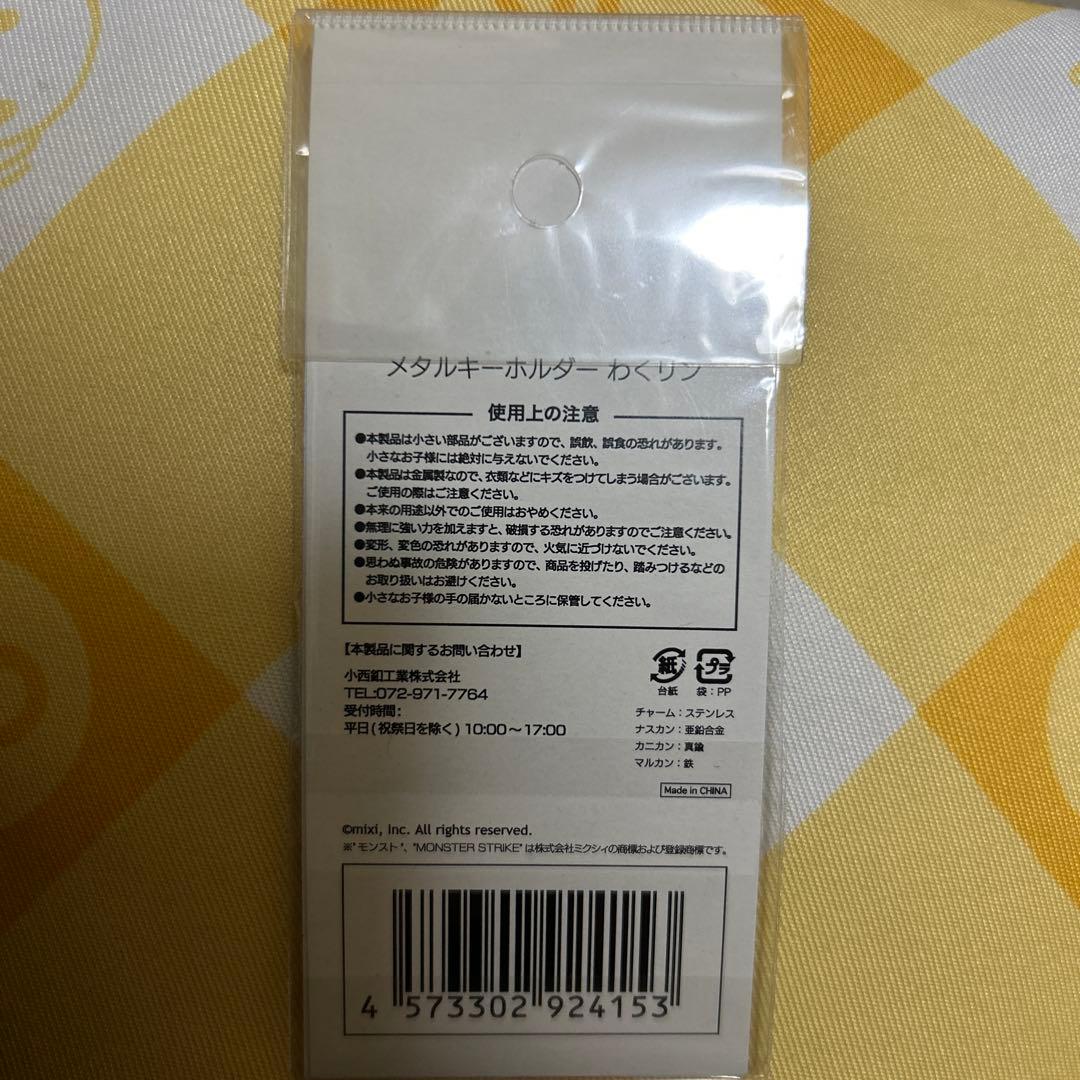 メタルキーホルダー わくリン
使用上の注意
●本製品は小さい部品がございますので、誤飲、誤食の恐れがあります。
小さなお子様には絶対に与えないでください。
●本製品は金属製なので、衣類などにキズをつけてしまう場合がございます。
ご使用の際はご注意ください。
●本来の用途以外でのご使用はおやめください。
●無理に強い力を加えますと、破損する恐れがありますのでご注意ください。
●変形、変色の恐れがありますので、火気に近づけないでください。
●思わぬ事故の危険がありますので、商品を投げたり、踏みつけるなどの
お取り扱いはお避けください。
●小さなお子様の手の届かないところに保管してください。
【本製品に関するお問い合わせ】
小西釦工業株式会社
TEL:072-971-7764
受付時間:
平日(祝祭日を除く)10:00～17:00
紙 プラ
台紙 袋:PP
チャーム:ステンレス
ナスカン:亜鉛合金
カニカン:真鍮
マルカン:鉄
Made in CHINA
©mixi, Inc. All rights reserved.
※"モンスト"、"MONSTER STRIKE"は株式会社ミクシィの商標および登録商標です。
4 573302 924153